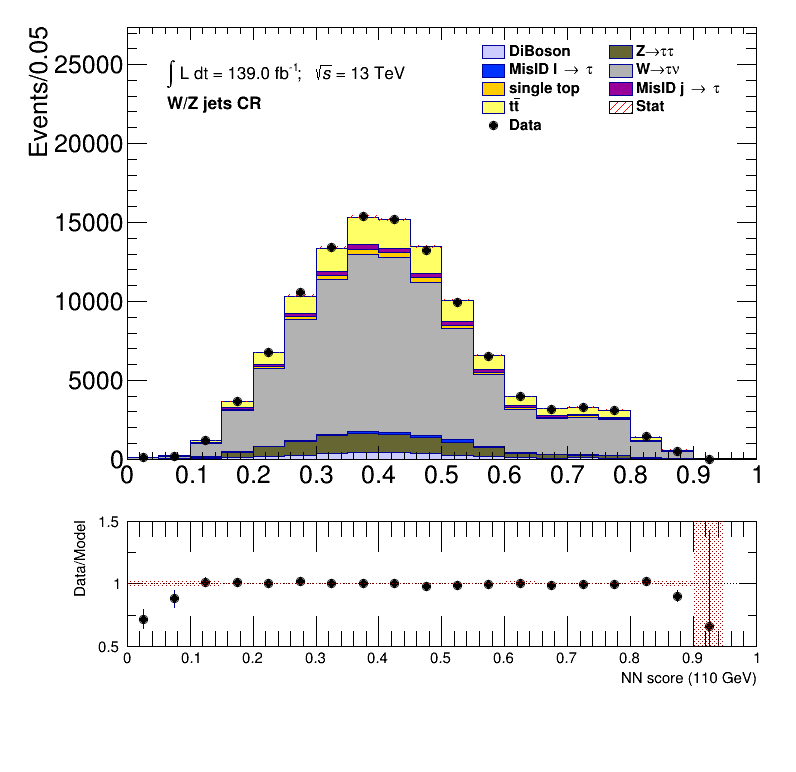 Events/0.05
25000
20000
15000
10000
5000
0
∫ L dt = 139.0 fb⁻¹; √s = 13 TeV
W/Z jets CR
DiBoson
MisID l → τ
single top
tt̄
Data
Z→ττ
W→τν
MisID j → τ
Stat
0 0.1 0.2 0.3 0.4 0.5 0.6 0.7 0.8 0.9 1
Data/Model
1.5
1
0.5
0 0.1 0.2 0.3 0.4 0.5 0.6 0.7 0.8 0.9 1
NN score (110 GeV)